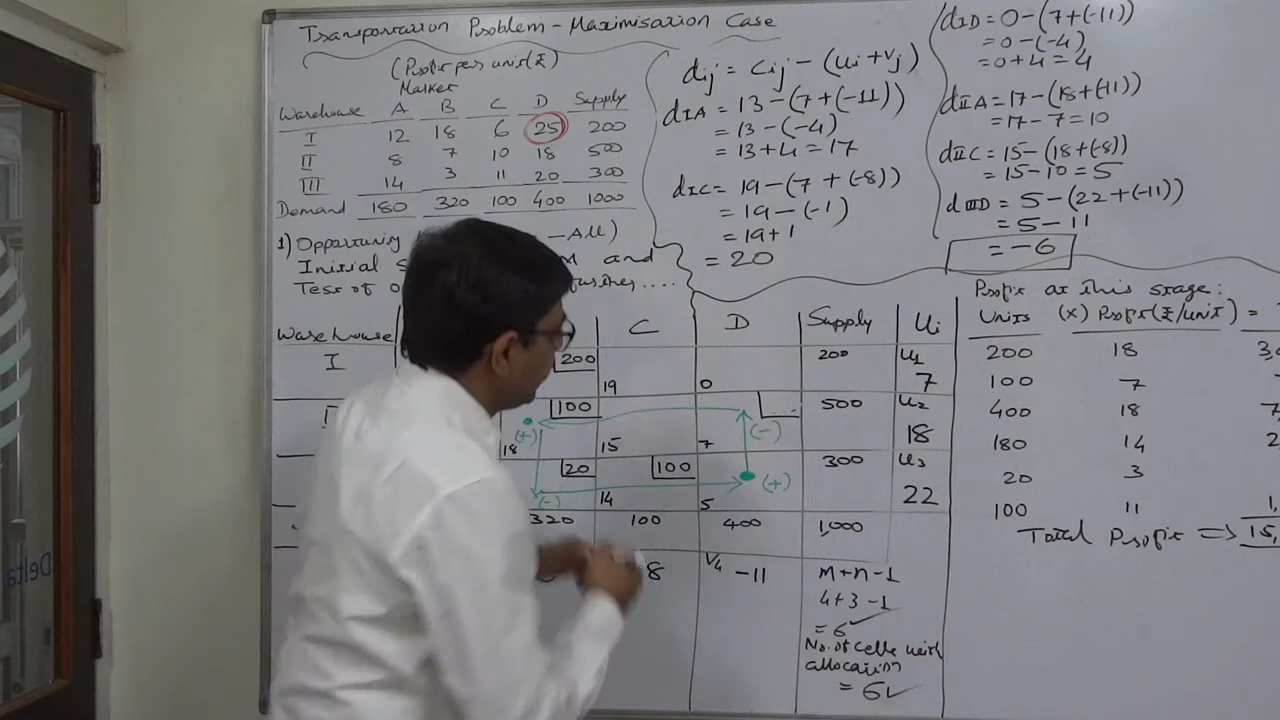 Transportation Problem - Maximisation Case
(Profit per unit (₹)
Market
Warehouse A B C D Supply
I 12 18 6 25 200
II 8 7 10 18 500
III 14 3 11 20 300
Demand 180 320 100 400 1000
1) Opportunity - All)
Initial and
Test of
dij = Cij - (ui + vj)
dIA = 13 - (7 + (-11))
= 13 - (-4)
= 13 + 4 = 17
dIC = 19 - (7 + (-8))
= 19 - (-1)
= 19 + 1
= 20
dID = 0 - (7 + (-11))
= 0 - (-4)
= 0 + 4 = 4
dIIA = 17 - (18 + (-11))
= 17 - 7 = 10
dIIC = 15 - (18 + (-8))
= 15 - 10 = 5
dIIID = 5 - (22 + (-11))
= 5 - 11
= -6
Warehouse C D Supply ui
I 200 19 0 200 u1 7
100 (+) 18 15 (-) 7 500 u2 18
20 (-) 100 14 (+) 5 300 u3 22
320 100 400 1,000
8 V4 -11
m + n - 1
4 + 3 - 1
= 6
No. of cells with
allocation
= 6
Profit at this stage:
Units (x) Profit (₹/unit) =
200 18
100 7
400 18
180 14
20 3
100 11
Total Profit => 15,